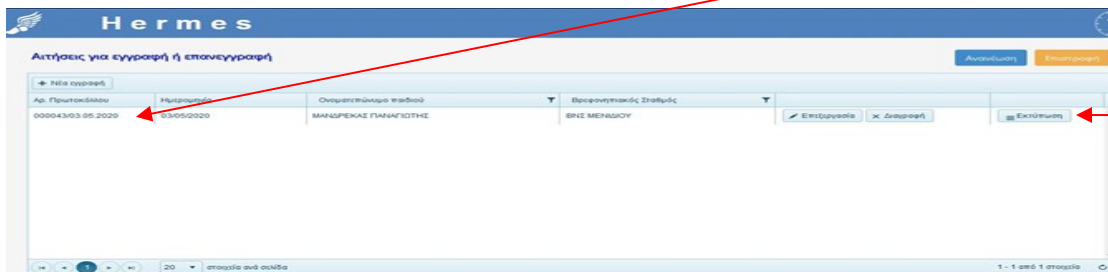 Hermes
Αιτήσεις για εγγραφή ή επανεγγραφή
Ανανέωση Επιστροφή
+ Νέα εγγραφή
Αρ. Πρωτοκόλλου Ημερομηνία Ονοματεπώνυμο παιδιού Βρεφονηπιακός Σταθμός
000043/03.05.2020 03/05/2020 ΜΑΝΔΡΕΚΑΣ ΠΑΝΑΓΙΩΤΗΣ ΒΝΣ ΜΕΝΙΔΙΟΥ Επεξεργασία × Διαγραφή Εκτύπωση
1 20 στοιχεία ανά σελίδα 1 - 1 από 1 στοιχεία